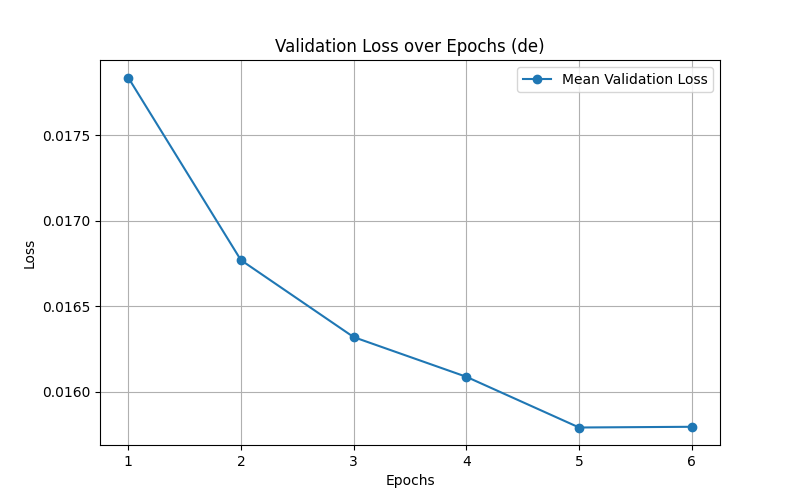 Validation Loss over Epochs (de)
Mean Validation Loss
0.0175
0.0170
0.0165
0.0160
Loss
1 2 3 4 5 6
Epochs